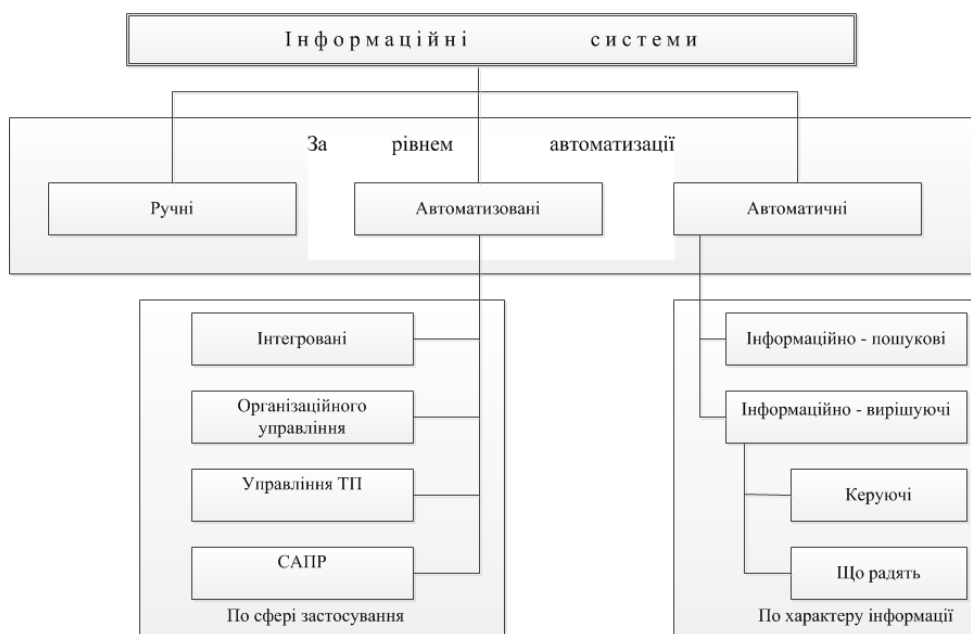 Інформаційні системи
За рівнем автоматизації
Ручні
Автоматизовані
Автоматичні
Інтегровані
Організаційного
управління
Управління ТП
САПР
По сфері застосування
Інформаційно - пошукові
Інформаційно - вирішуючі
Керуючі
Що радять
По характеру інформації